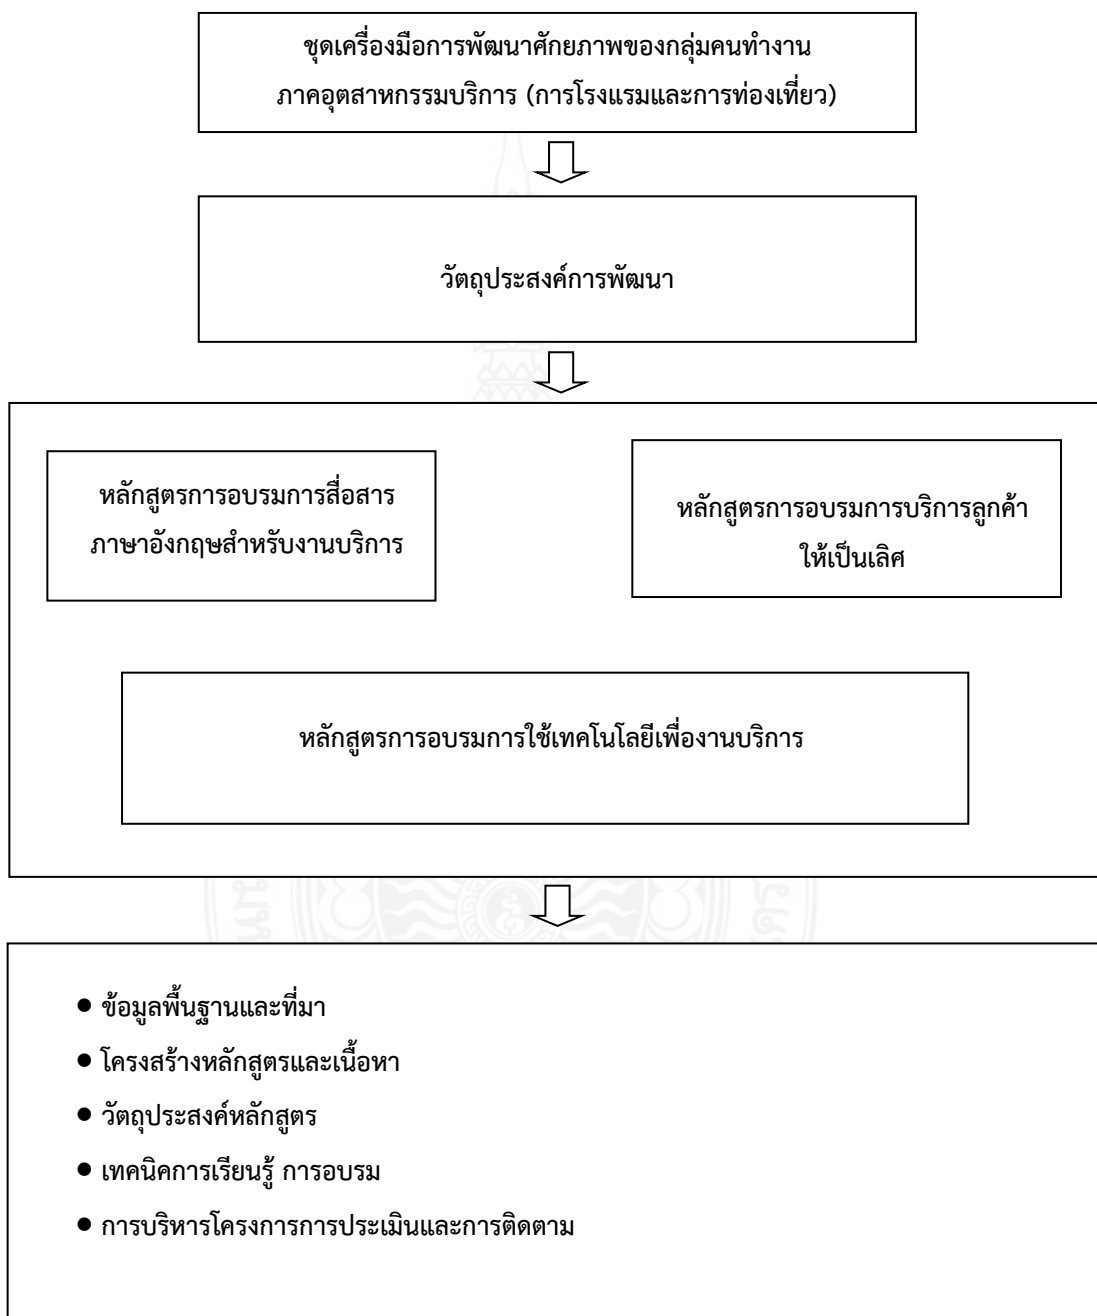 ชุดเครื่องมือการพัฒนาศักยภาพของกลุ่มคนทำงาน
ภาคอุตสาหกรรมบริการ (การโรงแรมและการท่องเที่ยว)
วัตถุประสงค์การพัฒนา
หลักสูตรการอบรมการสื่อสาร
ภาษาอังกฤษสำหรับงานบริการ
หลักสูตรการอบรมการบริการลูกค้า
ให้เป็นเลิศ
หลักสูตรการอบรมการใช้เทคโนโลยีเพื่องานบริการ
● ข้อมูลพื้นฐานและที่มา
● โครงสร้างหลักสูตรและเนื้อหา
● วัตถุประสงค์หลักสูตร
● เทคนิคการเรียนรู้ การอบรม
● การบริหารโครงการการประเมินและการติดตาม